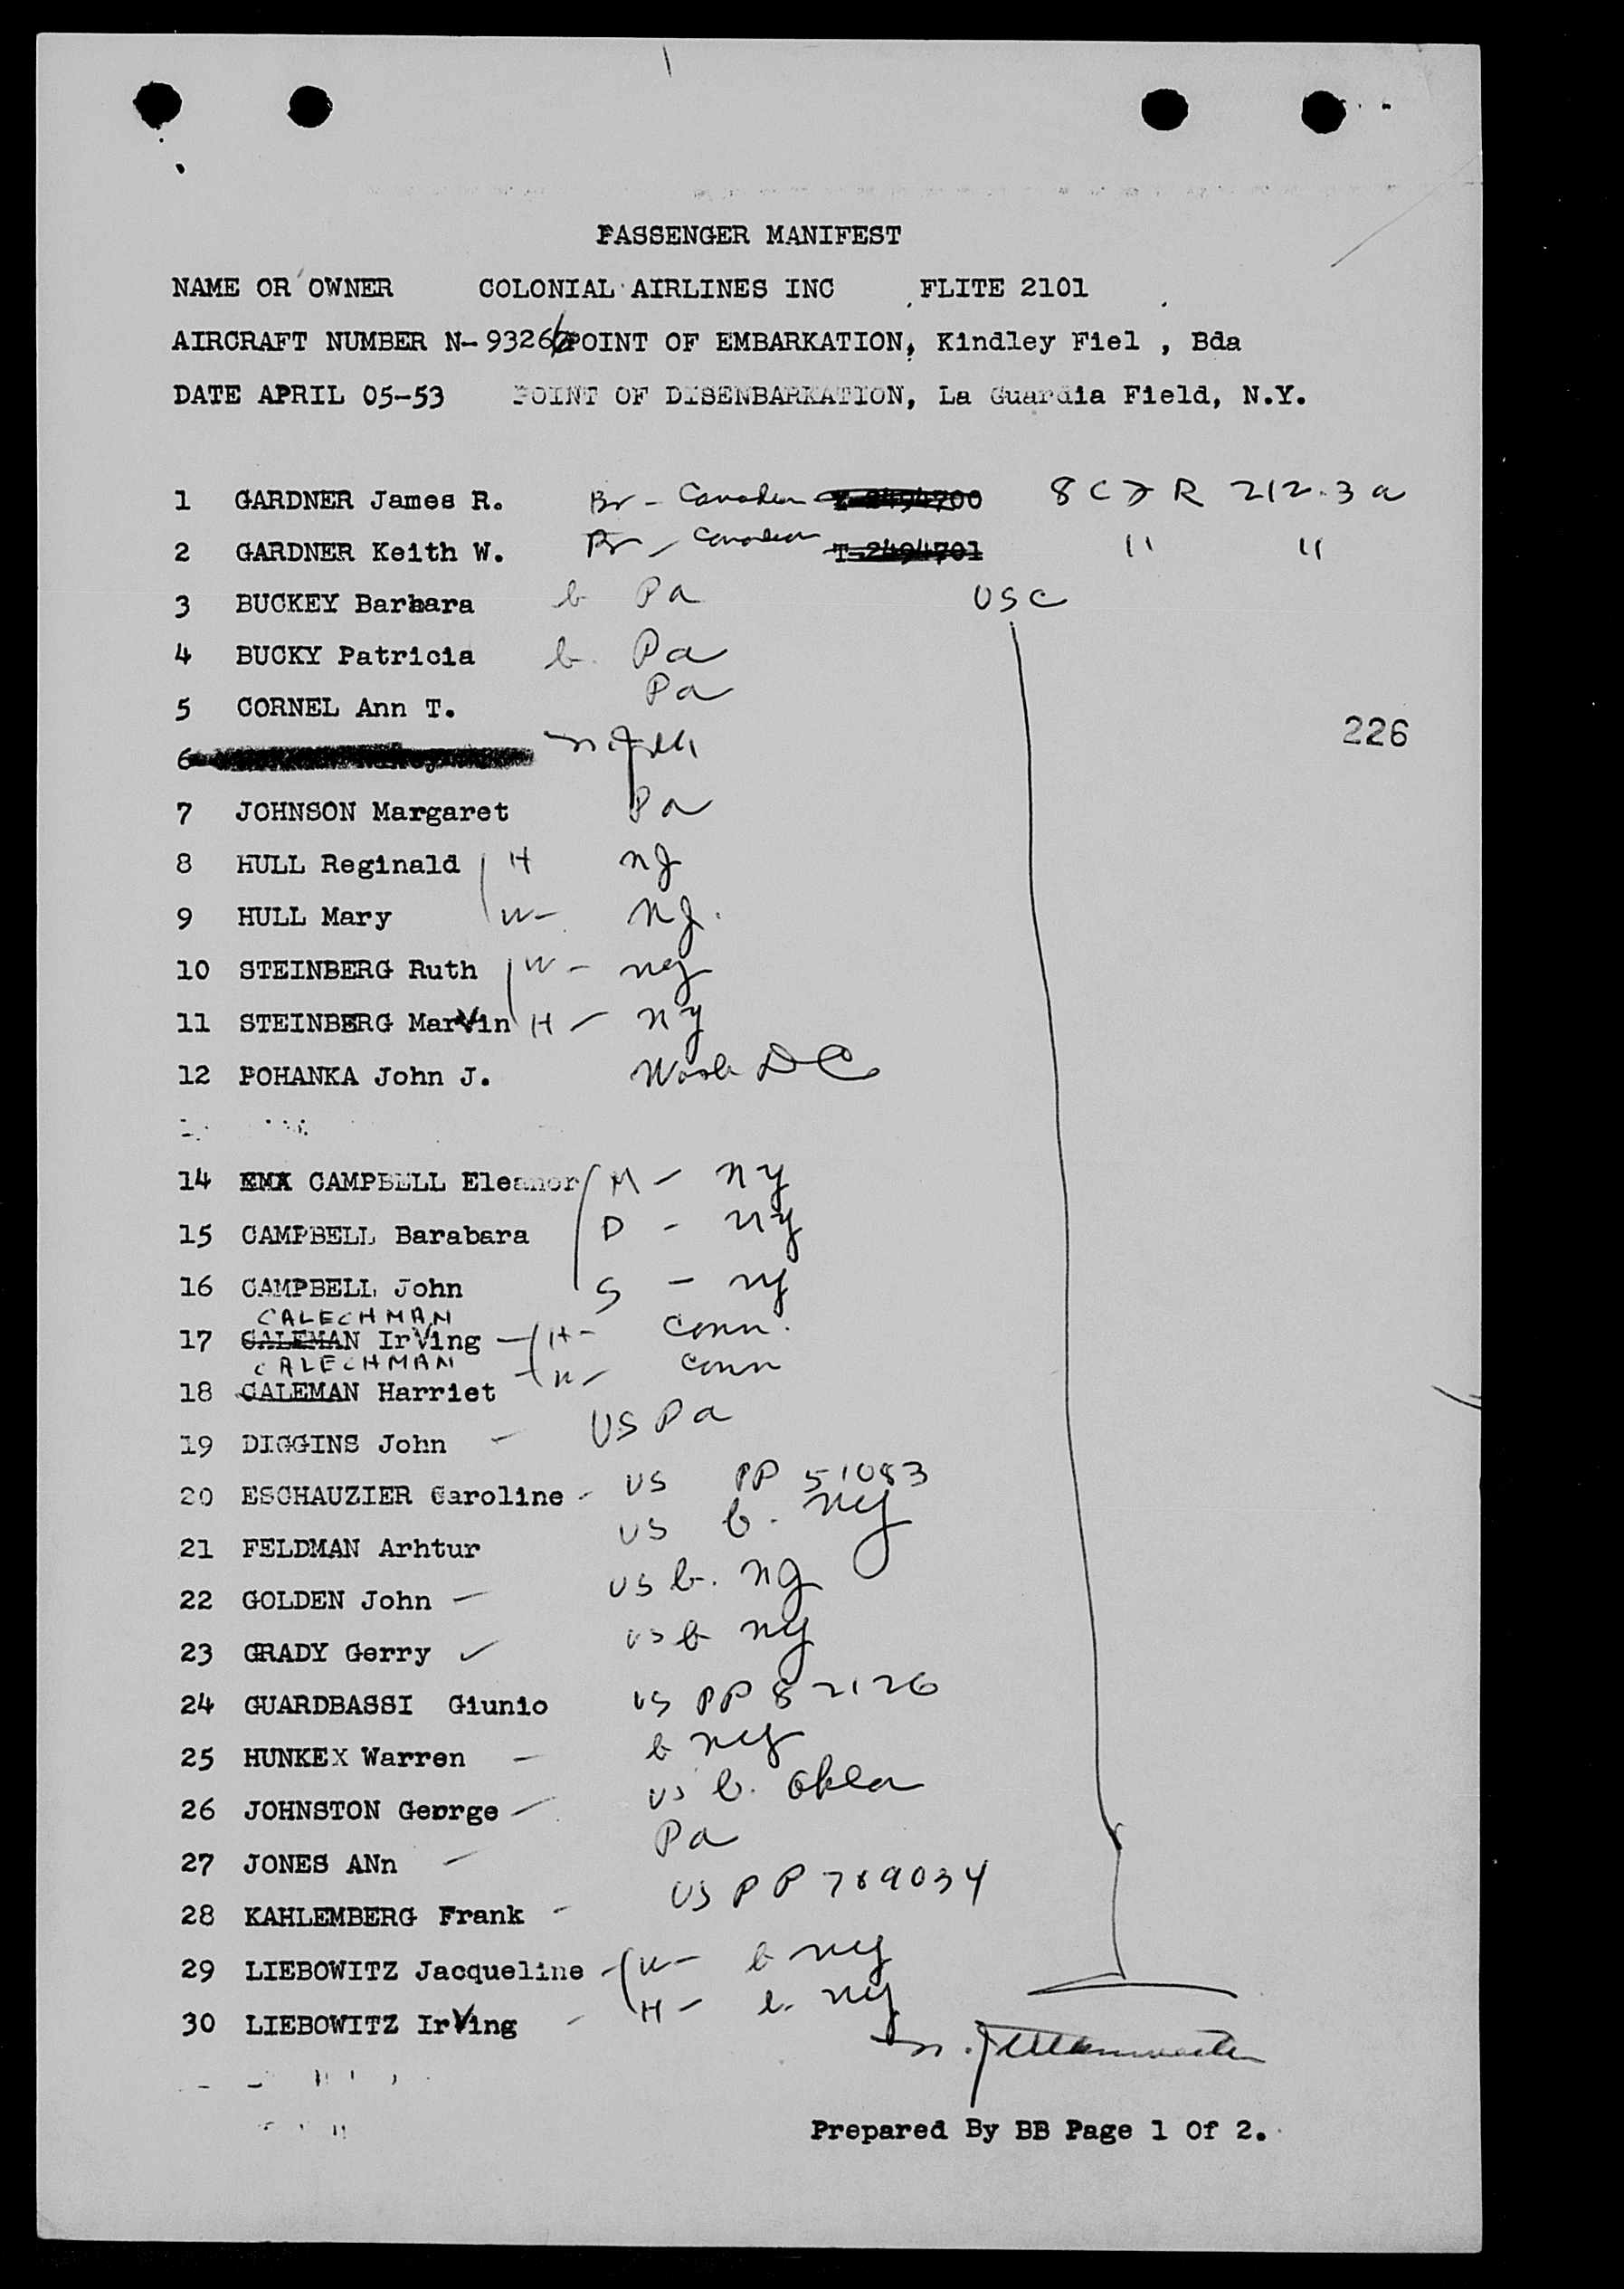 PASSENGER MANIFEST
NAME OR OWNER COLONIAL AIRLINES INC FLITE 2101
AIRCRAFT NUMBER N-93266 POINT OF EMBARKATION, Kindley Fiel , Bda
DATE APRIL 05-53 POINT OF DISENBARKATION, La Guardia Field, N.Y.
1 GARDNER James R. Br - Canadian 8 CFR 212.3 a
2 GARDNER Keith W. Br - Canadian T-2494701 " "
3 BUCKEY Barbara b Pa USC
4 BUCKY Patricia b. Pa
5 CORNEL Ann T. Pa
226
6
7 JOHNSON Margaret Pa
8 HULL Reginald H NJ
9 HULL Mary W- NJ.
10 STEINBERG Ruth W - NY
11 STEINBERG Marvin H - NY
12 POHANKA John J. Wash DC
14 EMX CAMPBELL Eleanor M - NY
15 CAMPBELL Barabara D - NY
16 CAMPBELL John S - NY
CALECHMAN
17 CALEMAN IrVing H- Conn.
CALECHMAN
18 CALEMAN Harriet W- Conn
19 DIGGINS John - US Pa
20 ESCHAUZIER Caroline - US PP 51083
21 FELDMAN Arhtur US b. NY
22 GOLDEN John - US b. NJ
23 GRADY Gerry US b NY
24 GUARDBASSI Giunio US PP 82126
25 HUNKEX Warren - b NY
26 JOHNSTON George - US b. Okla
27 JONES ANn - Pa
28 KAHLEMBERG Frank - US PP 789034
29 LIEBOWITZ Jacqueline - W- b NY
30 LIEBOWITZ IrVing - H- b. NY
Prepared By BB Page 1 Of 2.